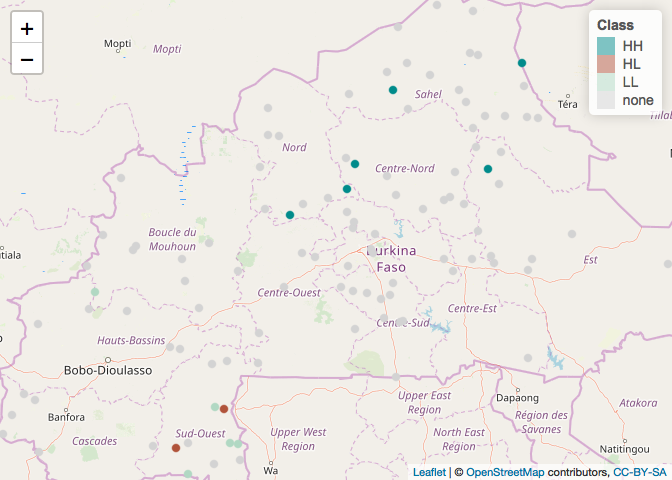 +
−
Mopti
Mopti
Class
HH
HL
LL
none
Sahel
Téra
Nord
Centre-Nord
Boucle du
Mouhoun
Burkina
Faso
Est
Centre-Ouest
Centre-Est
Centre-Sud
Hauts-Bassins
Bobo-Dioulasso
Banfora
Cascades
Sud-Ouest
Upper East
Region
Dapaong
Région des
Savanes
Atakora
Upper West
Region
North East
Region
Natitingou
Wa
Leaflet | © OpenStreetMap contributors, CC-BY-SA